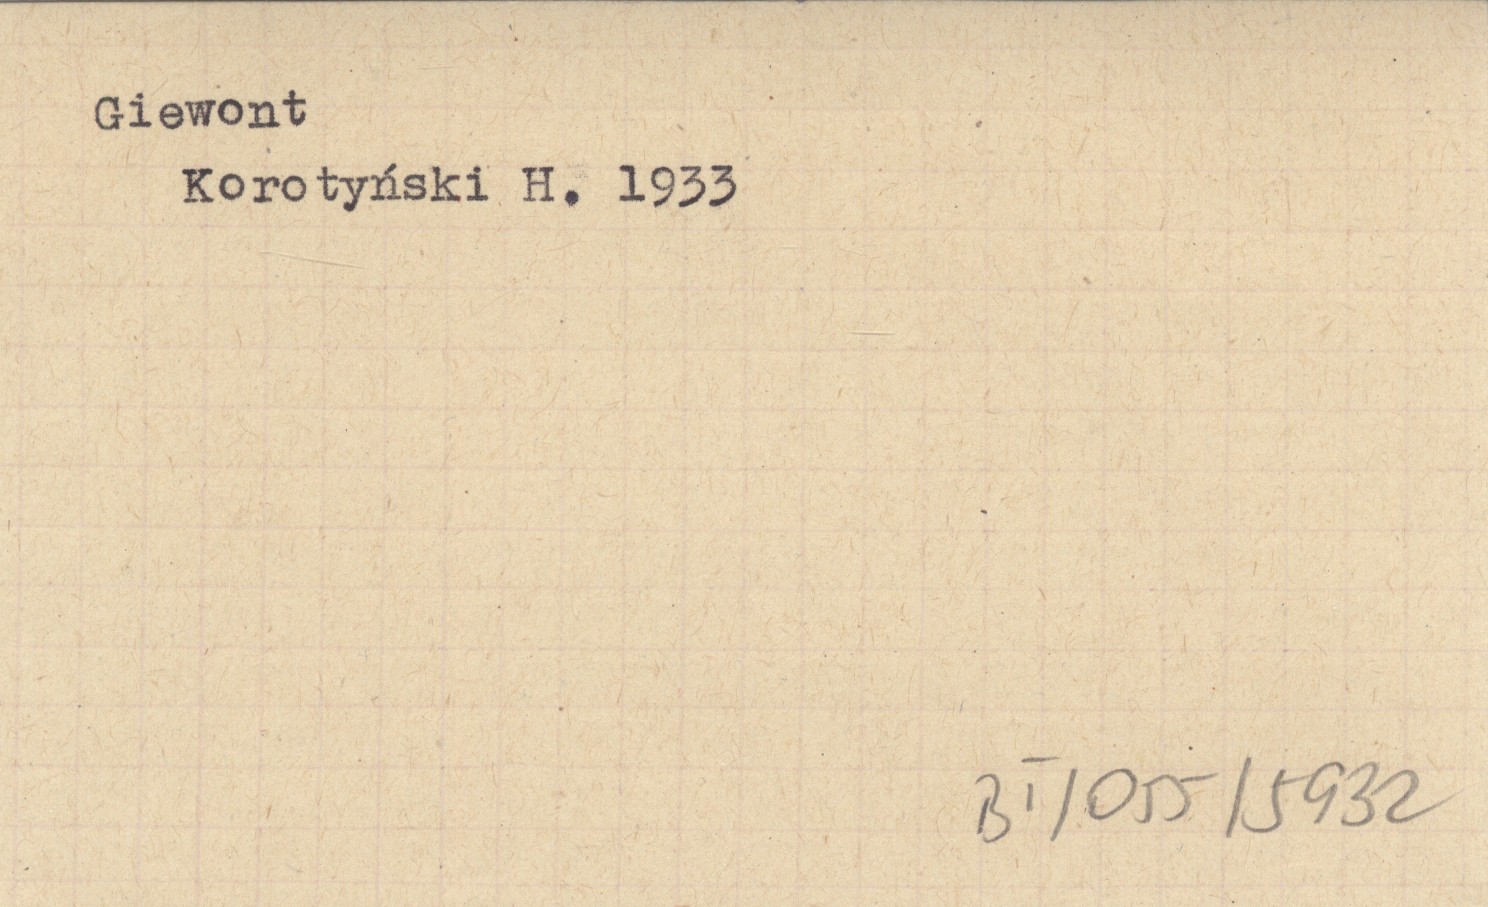 Giewont
Korotyński H. 1933
BI/055/5932